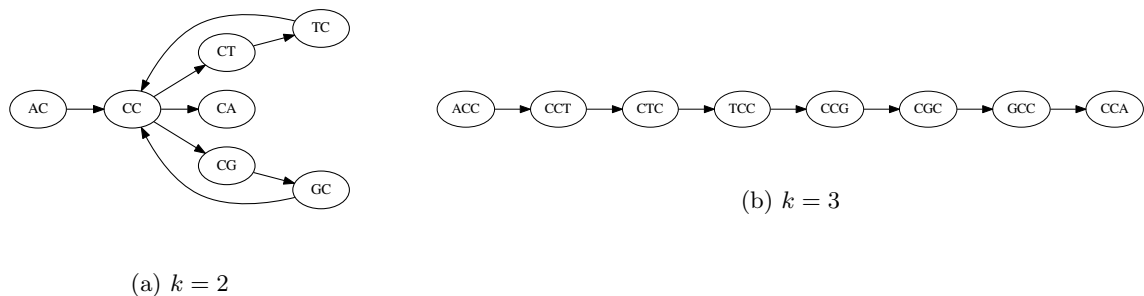 TC
CT
AC CC CA
CG
GC
(a) k = 2
ACC CCT CTC TCC CCG CGC GCC CCA
(b) k = 3